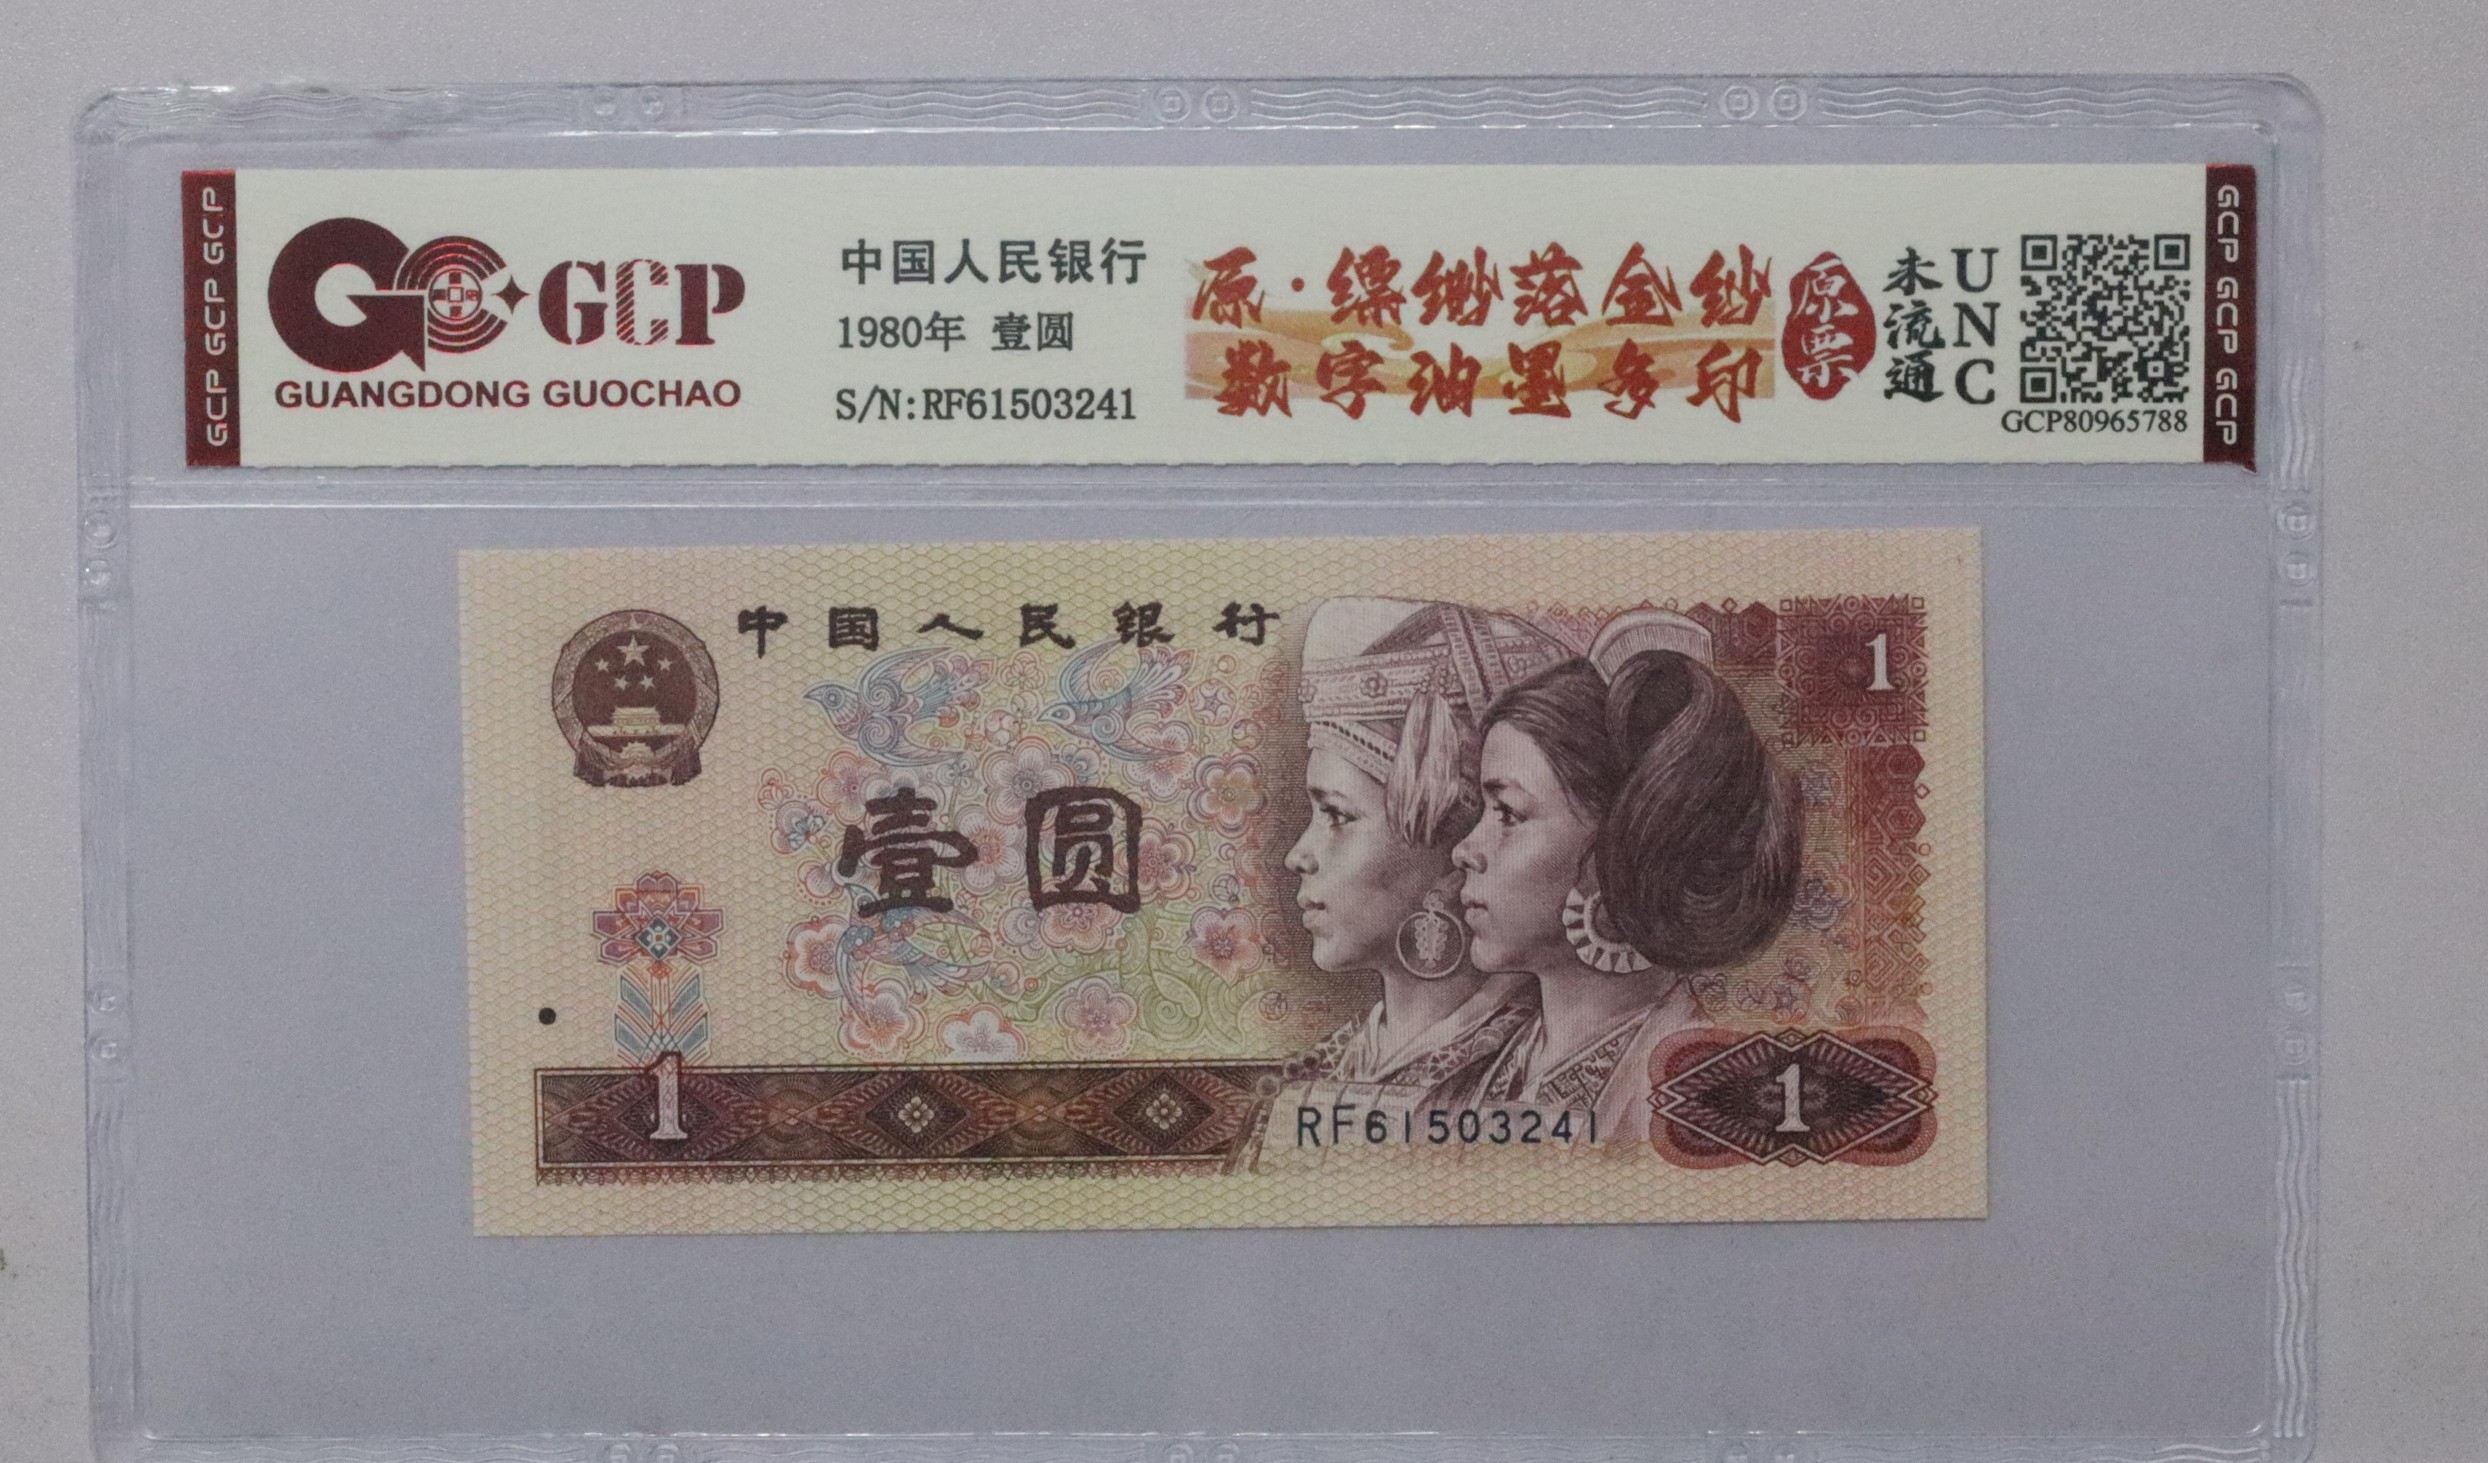 GCP GCP GCP
GCP
GUANGDONG GUOCHAO
中国人民银行
1980年 壹圆
S/N:RF61503241
原·缥缈落金纱
数字油墨多印
原票
未流通
UNC
GCP80965788
GCP GCP GCP
中国人民银行
1
壹圆
1
RF61503241
1